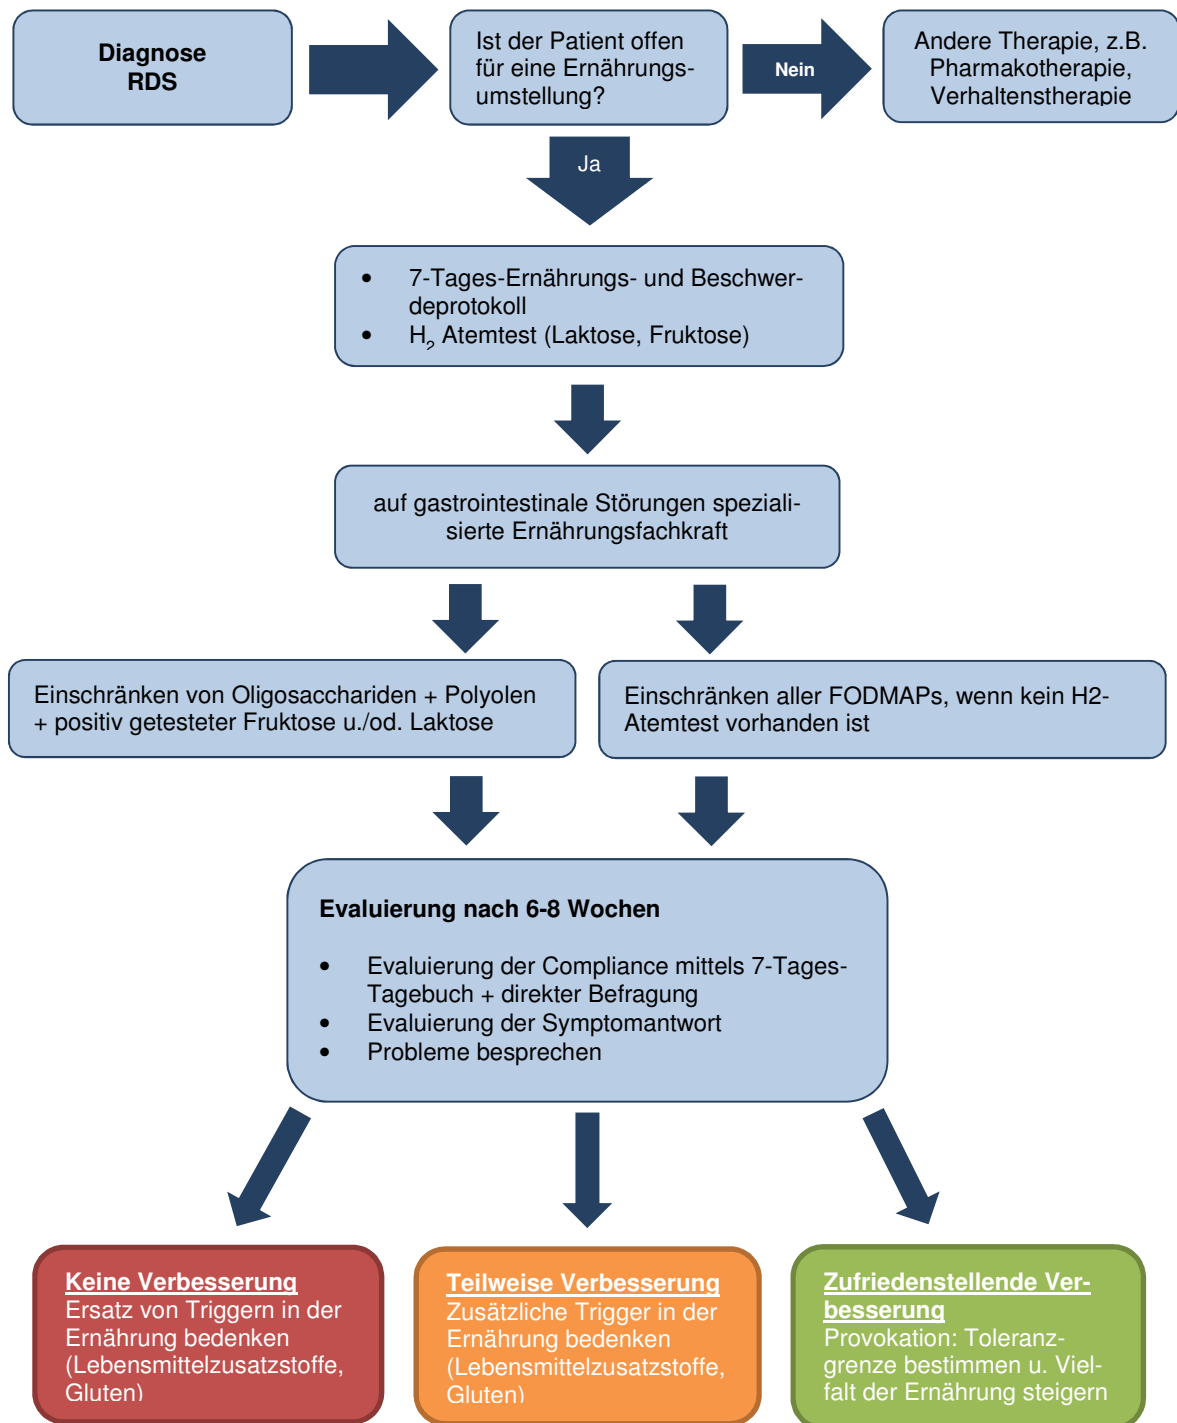 Diagnose
RDS
Ist der Patient offen
für eine Ernährungs-
umstellung?
Nein
Andere Therapie, z.B.
Pharmakotherapie,
Verhaltenstherapie
Ja
• 7-Tages-Ernährungs- und Beschwer-
deprotokoll
• H₂ Atemtest (Laktose, Fruktose)
auf gastrointestinale Störungen speziali-
sierte Ernährungsfachkraft
Einschränken von Oligosacchariden + Polyolen
+ positiv getesteter Fruktose u./od. Laktose
Einschränken aller FODMAPs, wenn kein H2-
Atemtest vorhanden ist
Evaluierung nach 6-8 Wochen
• Evaluierung der Compliance mittels 7-Tages-
Tagebuch + direkter Befragung
• Evaluierung der Symptomantwort
• Probleme besprechen
Keine Verbesserung
Ersatz von Triggern in der
Ernährung bedenken
(Lebensmittelzusatzstoffe,
Gluten)
Teilweise Verbesserung
Zusätzliche Trigger in der
Ernährung bedenken
(Lebensmittelzusatzstoffe,
Gluten)
Zufriedenstellende Ver-
besserung
Provokation: Toleranz-
grenze bestimmen u. Viel-
falt der Ernährung steigern